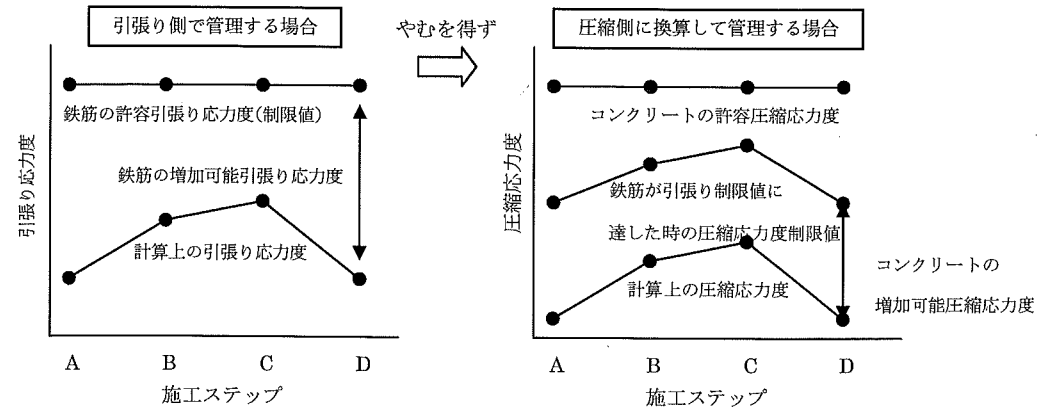 引張り側で管理する場合
やむを得ず
圧縮側に換算して管理する場合
鉄筋の許容引張り応力度(制限値)
鉄筋の増加可能引張り応力度
計算上の引張り応力度
引張り応力度
A B C D
施工ステップ
コンクリートの許容圧縮応力度
鉄筋が引張り制限値に
達した時の圧縮応力度制限値
計算上の圧縮応力度
コンクリートの
増加可能圧縮応力度
圧縮応力度
A B C D
施工ステップ